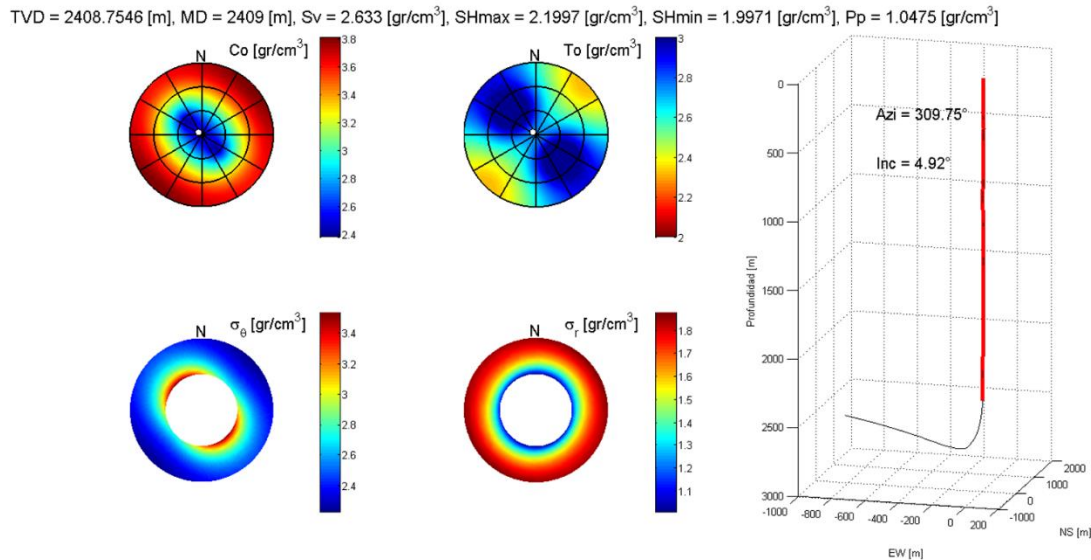 TVD = 2408.7546 [m], MD = 2409 [m], Sv = 2.633 [gr/cm³], SHmax = 2.1997 [gr/cm³], SHmin = 1.9971 [gr/cm³], Pp = 1.0475 [gr/cm³]
Co [gr/cm³]
N
3.8
3.6
3.4
3.2
3
2.8
2.6
2.4
To [gr/cm³]
N
3
2.8
2.6
2.4
2.2
2
σθ [gr/cm³]
N
3.4
3.2
3
2.8
2.6
2.4
σr [gr/cm³]
N
1.8
1.7
1.6
1.5
1.4
1.3
1.2
1.1
Azi = 309.75°
Inc = 4.92°
Profundidad [m]
0
500
1000
1500
2000
2500
3000
-1000 -800 -600 -400 -200 0 200
EW [m]
-1000 0 1000 2000
NS [m]